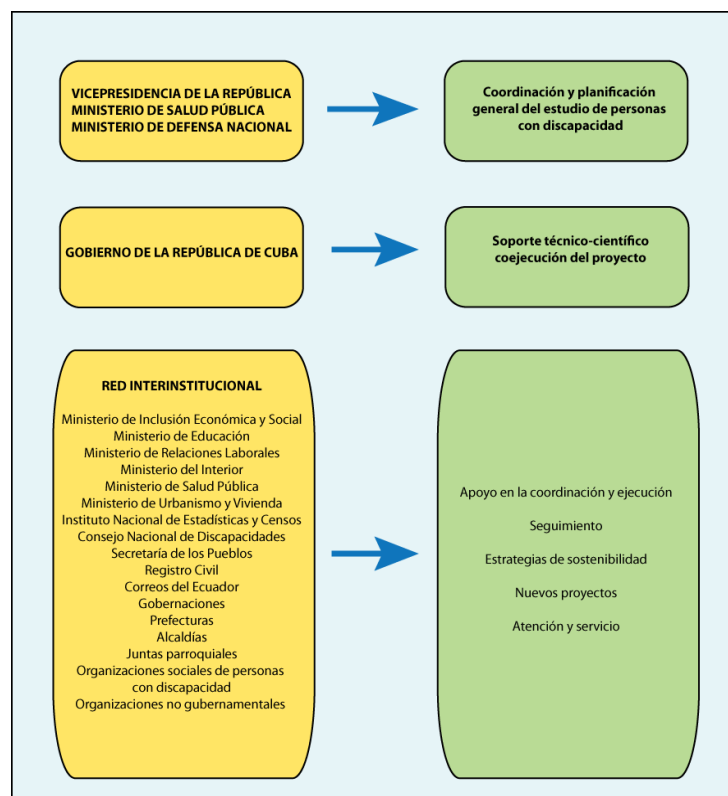 VICEPRESIDENCIA DE LA REPÚBLICA
MINISTERIO DE SALUD PÚBLICA
MINISTERIO DE DEFENSA NACIONAL
Coordinación y planificación
general del estudio de personas
con discapacidad
GOBIERNO DE LA REPÚBLICA DE CUBA
Soporte técnico-científico
coejecución del proyecto
RED INTERINSTITUCIONAL
Ministerio de Inclusión Económica y Social
Ministerio de Educación
Ministerio de Relaciones Laborales
Ministerio del Interior
Ministerio de Salud Pública
Ministerio de Urbanismo y Vivienda
Instituto Nacional de Estadísticas y Censos
Consejo Nacional de Discapacidades
Secretaría de los Pueblos
Registro Civil
Correos del Ecuador
Gobernaciones
Prefecturas
Alcaldías
Juntas parroquiales
Organizaciones sociales de personas
con discapacidad
Organizaciones no gubernamentales
Apoyo en la coordinación y ejecución
Seguimiento
Estrategias de sostenibilidad
Nuevos proyectos
Atención y servicio